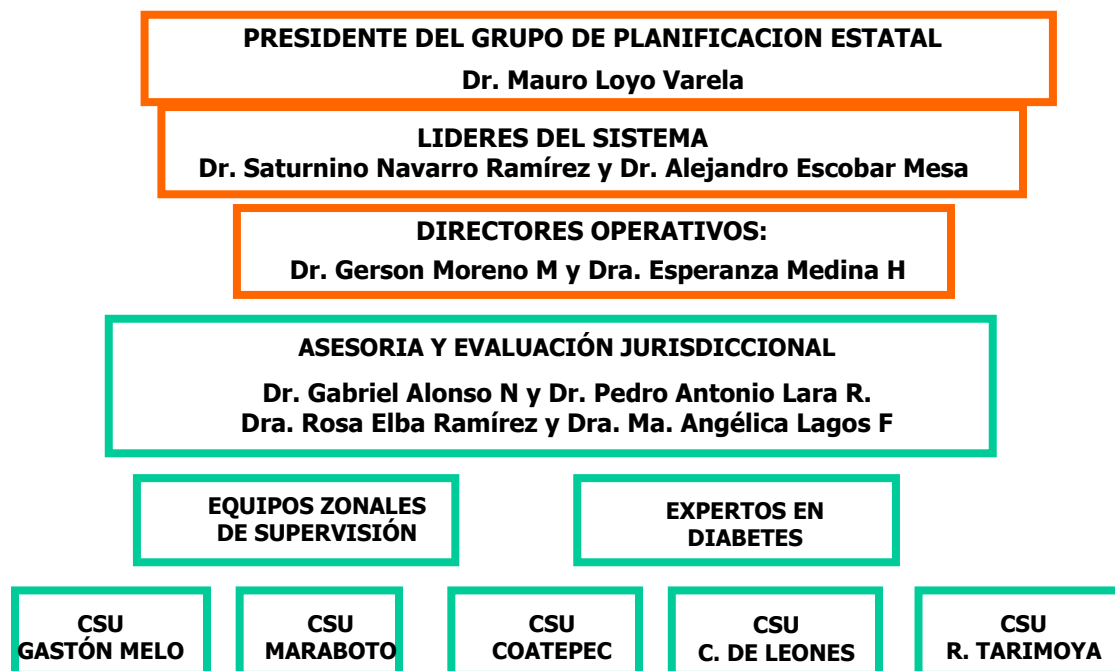 PRESIDENTE DEL GRUPO DE PLANIFICACION ESTATAL
Dr. Mauro Loyo Varela
LIDERES DEL SISTEMA
Dr. Saturnino Navarro Ramírez y Dr. Alejandro Escobar Mesa
DIRECTORES OPERATIVOS:
Dr. Gerson Moreno M y Dra. Esperanza Medina H
ASESORIA Y EVALUACIÓN JURISDICCIONAL
Dr. Gabriel Alonso N y Dr. Pedro Antonio Lara R.
Dra. Rosa Elba Ramírez y Dra. Ma. Angélica Lagos F
EQUIPOS ZONALES
DE SUPERVISIÓN
EXPERTOS EN
DIABETES
CSU
GASTÓN MELO
CSU
MARABOTO
CSU
COATEPEC
CSU
C. DE LEONES
CSU
R. TARIMOYA